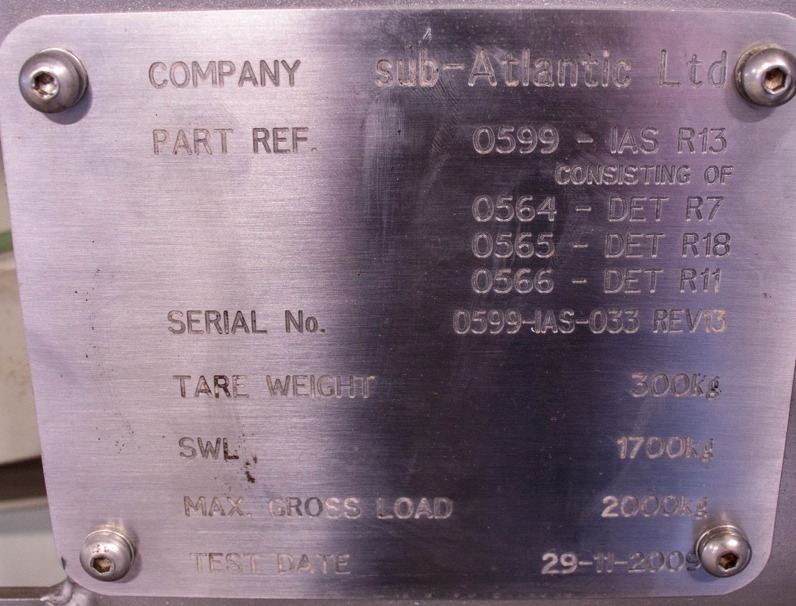 COMPANY sub-Atlantic Ltd
PART REF. 0599 - IAS R13
CONSISTING OF
0564 - DET R7
0565 - DET R18
0566 - DET R11
SERIAL No. 0599-IAS-033 REV13
TARE WEIGHT 300kg
SWL 1700kg
MAX. GROSS LOAD 2000kg
TEST DATE 29-11-2009